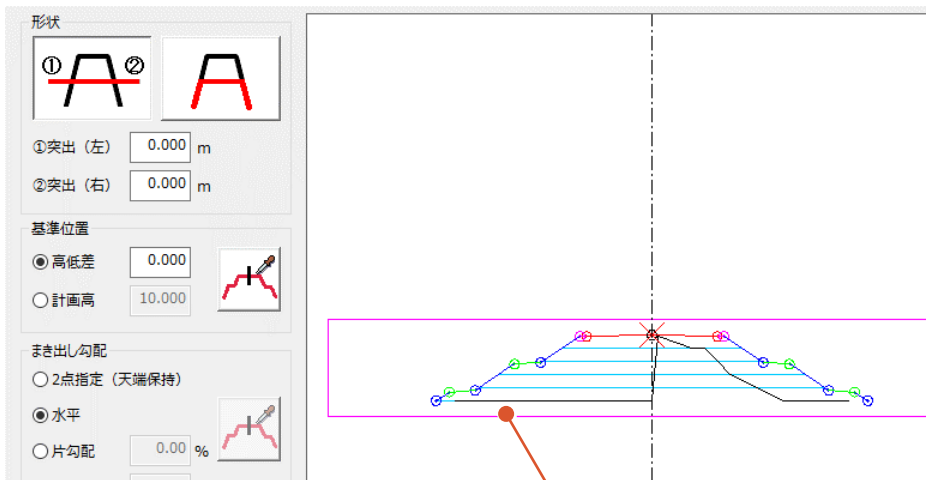 形状
① ②
①突出（左） 0.000 m
②突出（右） 0.000 m
基準位置
高低差 0.000
計画高 10.000
まき出し勾配
2点指定（天端保持）
水平
片勾配 0.00 %